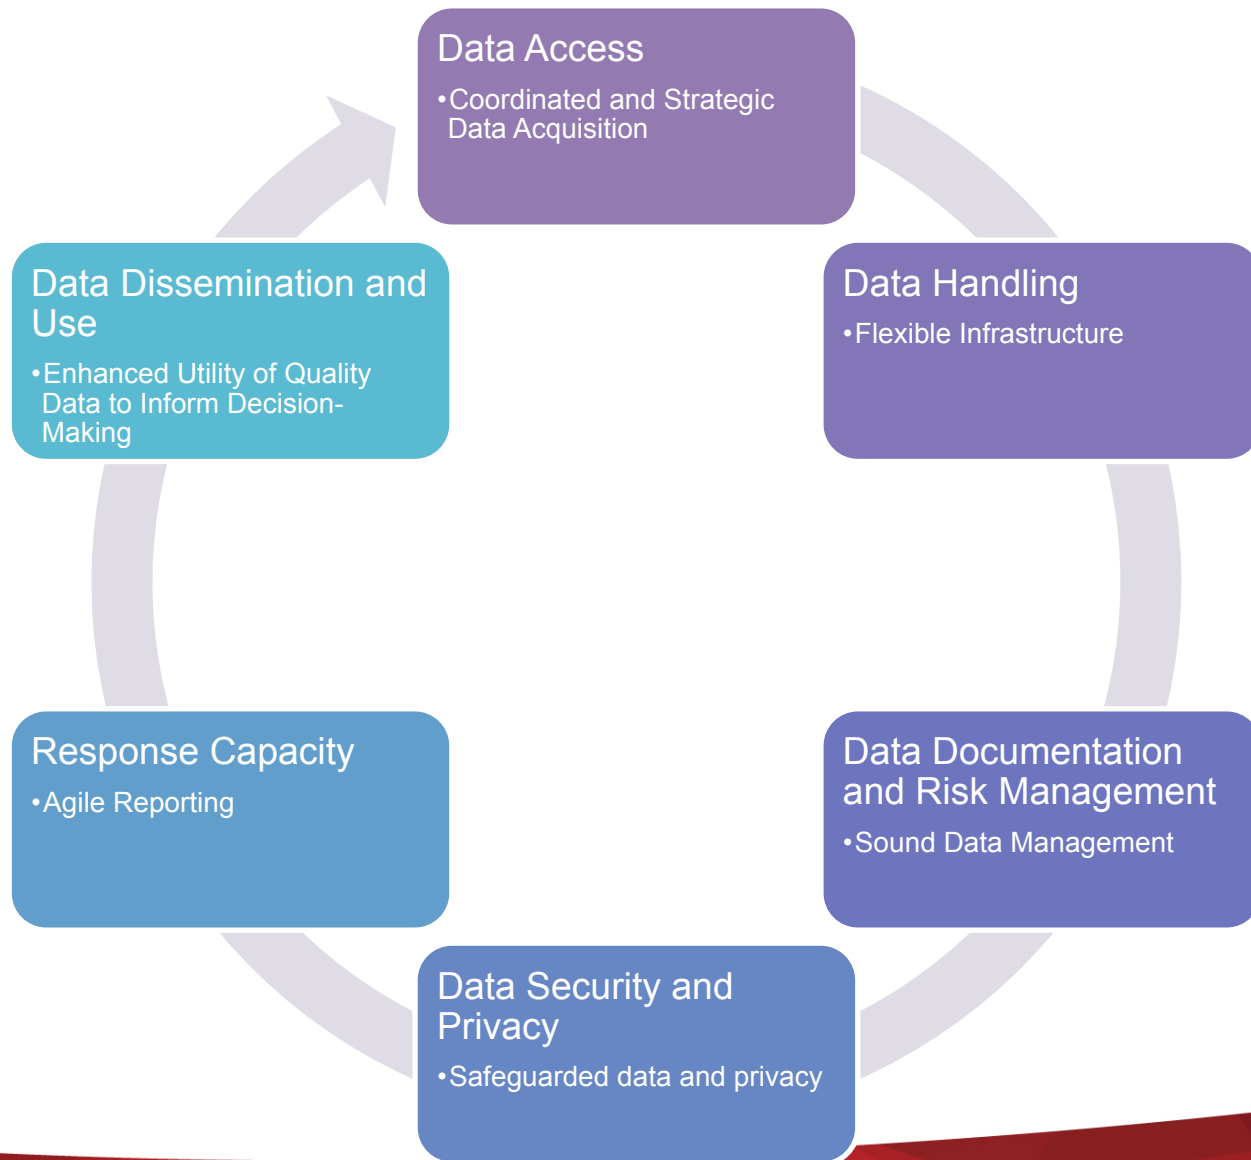 Data Access
•Coordinated and Strategic
Data Acquisition
Data Handling
•Flexible Infrastructure
Data Documentation
and Risk Management
•Sound Data Management
Data Security and
Privacy
•Safeguarded data and privacy
Response Capacity
•Agile Reporting
Data Dissemination and
Use
•Enhanced Utility of Quality
Data to Inform Decision-
Making